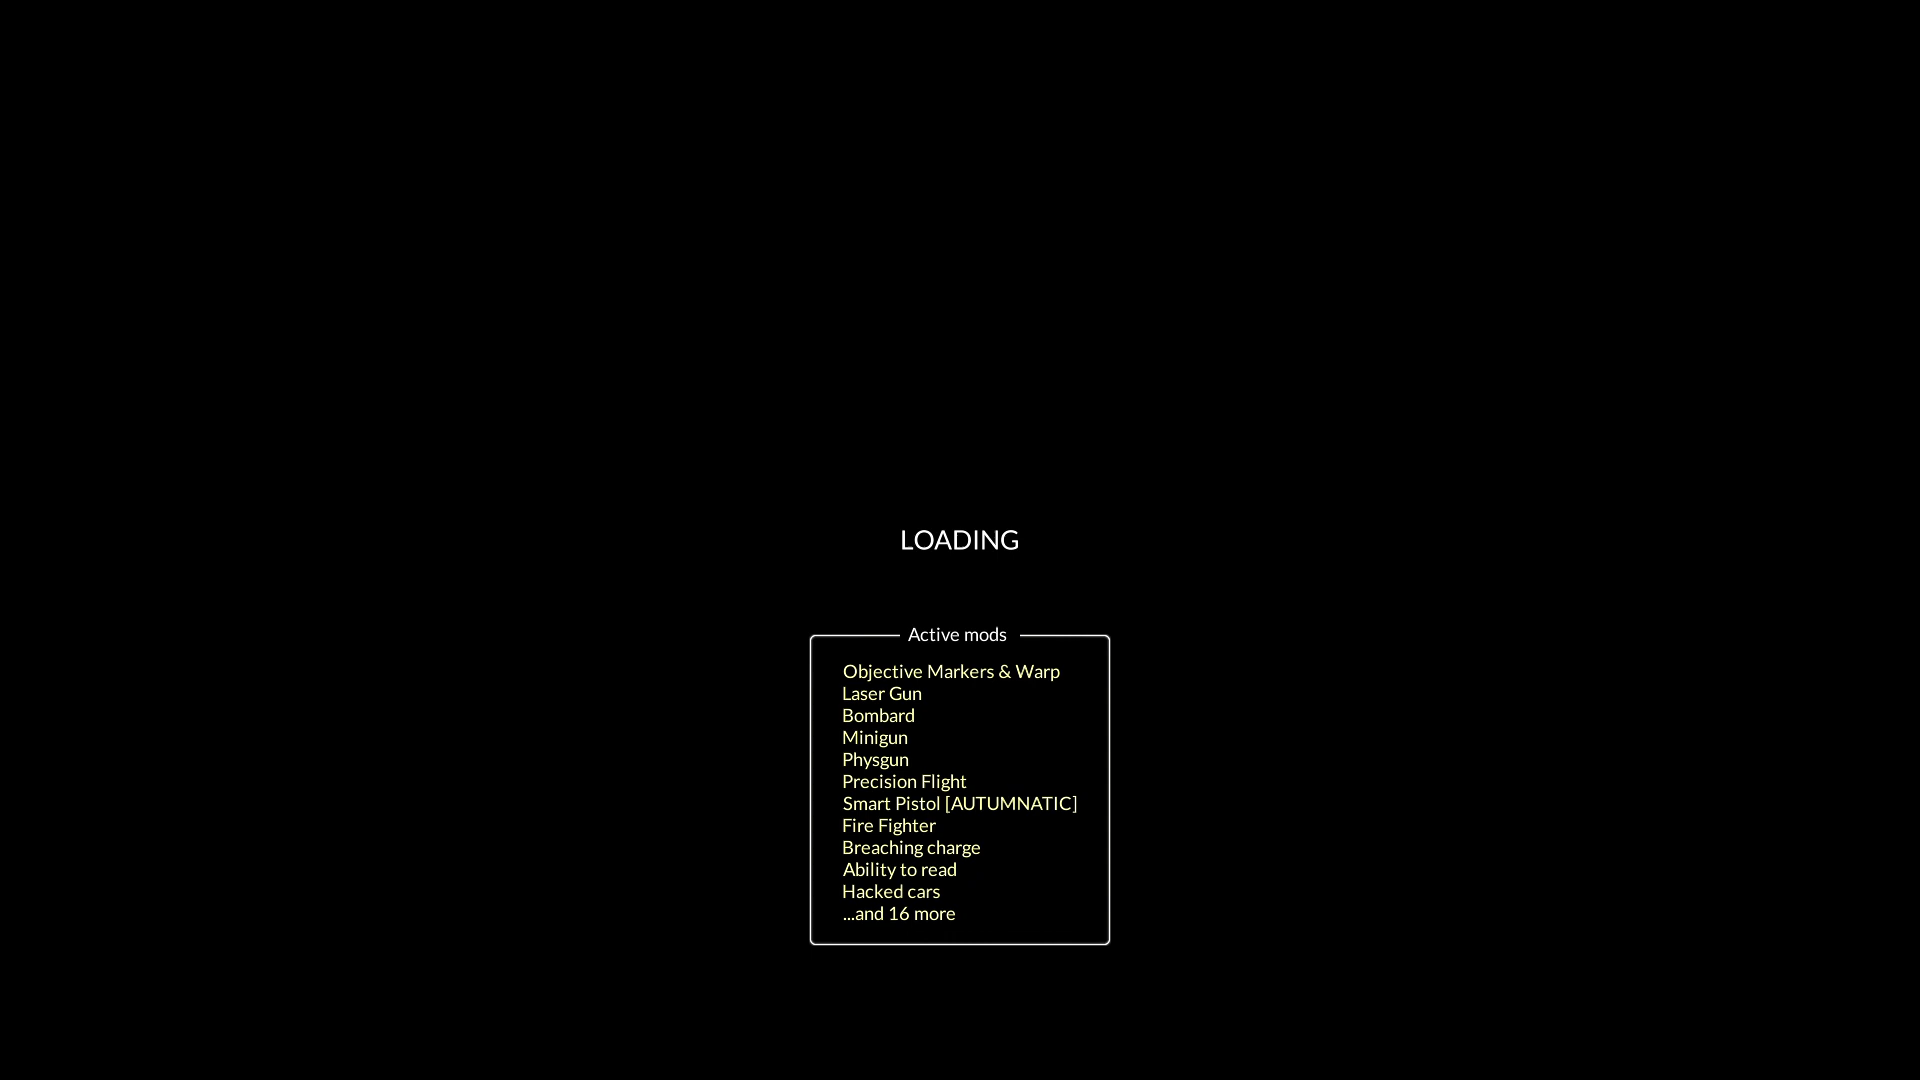 LOADING
Active mods
Objective Markers & Warp
Laser Gun
Bombard
Minigun
Physgun
Precision Flight
Smart Pistol [AUTUMNATIC]
Fire Fighter
Breaching charge
Ability to read
Hacked cars
...and 16 more